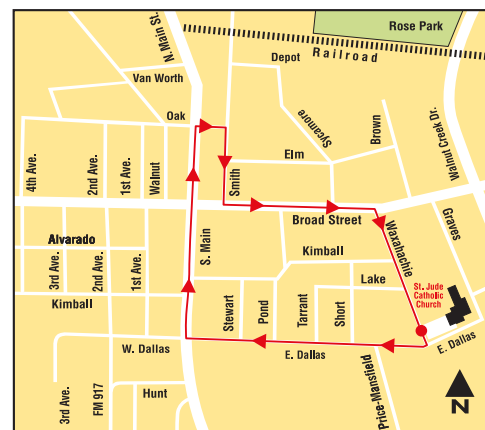 Rose Park
N. Main St.
Railroad
Depot
Van Worth
Oak
Sycamore
Brown
Walnut Creek Dr.
Elm
4th Ave.
2nd Ave.
1st Ave.
Walnut
Smith
Broad Street
Waxahachie
Graves
Alvarado
S. Main
Kimball
3rd Ave.
2nd Ave.
1st Ave.
Lake
St. Jude
Catholic
Church
Kimball
Stewart
Pond
Tarrant
Short
W. Dallas
E. Dallas
E. Dallas
Price-Mansfield
3rd Ave.
FM 917
Hunt
N